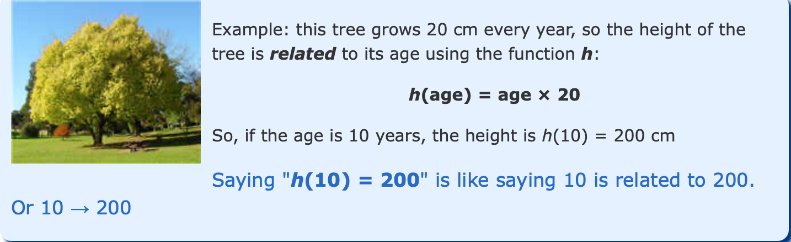 Example: this tree grows 20 cm every year, so the height of the
tree is related to its age using the function h:
h(age) = age × 20
So, if the age is 10 years, the height is h(10) = 200 cm
Saying "h(10) = 200" is like saying 10 is related to 200.
Or 10 → 200